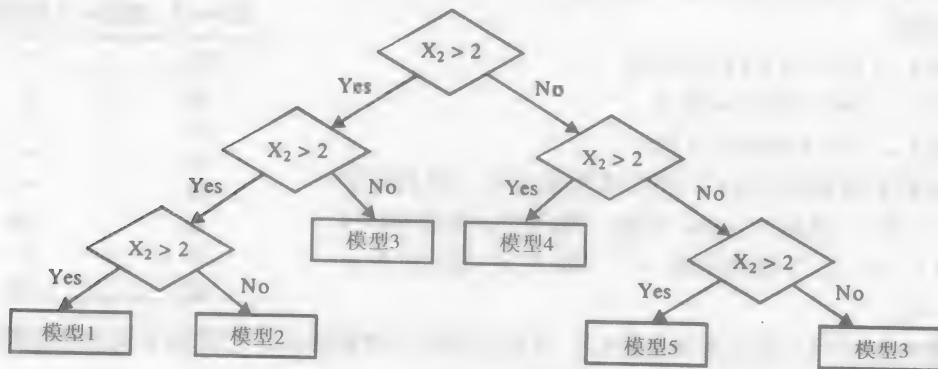 X₂ > 2
Yes
No
X₂ > 2
X₂ > 2
Yes
No
Yes
No
X₂ > 2
模型3
模型4
X₂ > 2
Yes
No
Yes
No
模型1
模型2
模型5
模型3